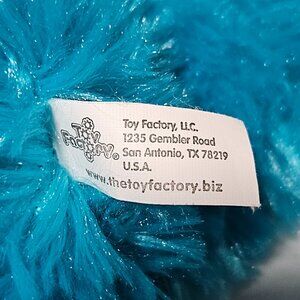 Toy Factory®
Toy Factory, LLC.
1235 Gembler Road
San Antonio, TX 78219
U.S.A.
www.thetoyfactory.biz